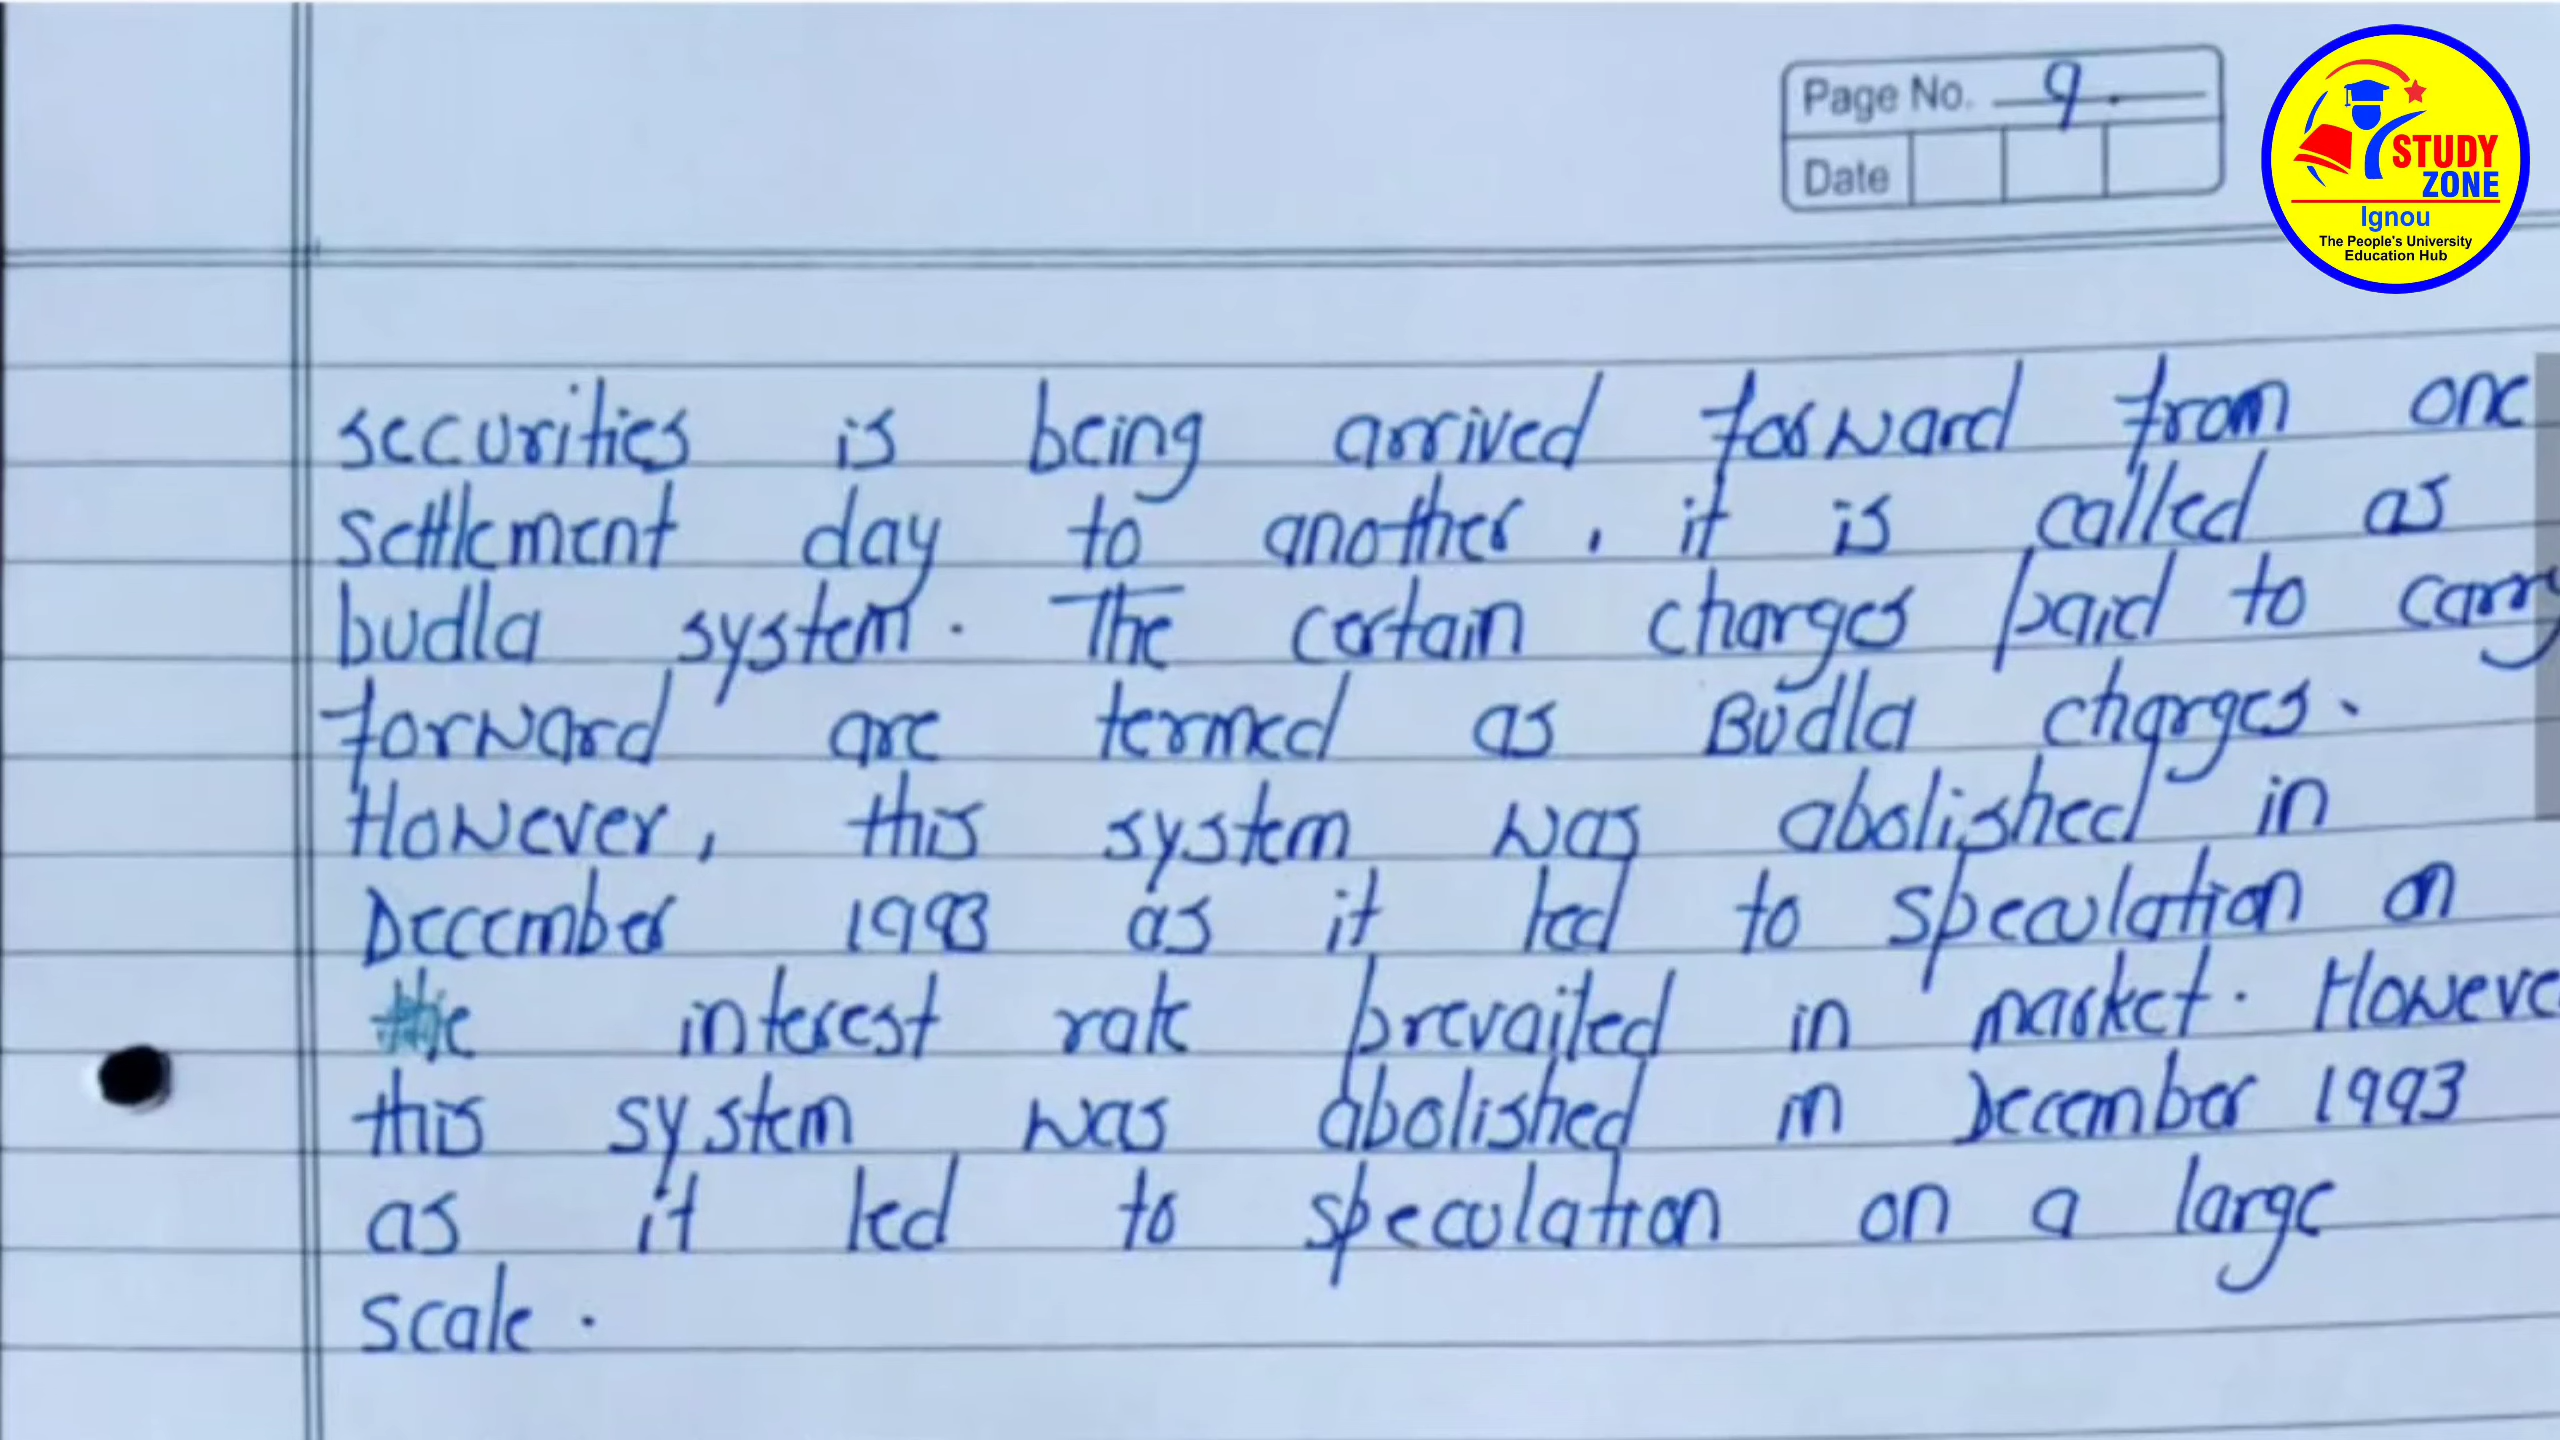 Page No. 9.
Date
STUDY
ZONE
Ignou
The People's University
Education Hub
securities is being arrived forward from one
settlement day to another, it is called as
budla system. The certain charges paid to carry
forward are termed as Budla charges.
However, this system was abolished in
December 1993 as it led to speculation on
the interest rate prevailed in market. Howeve
this system was abolished in December 1993
as it led to speculation on a large
scale.